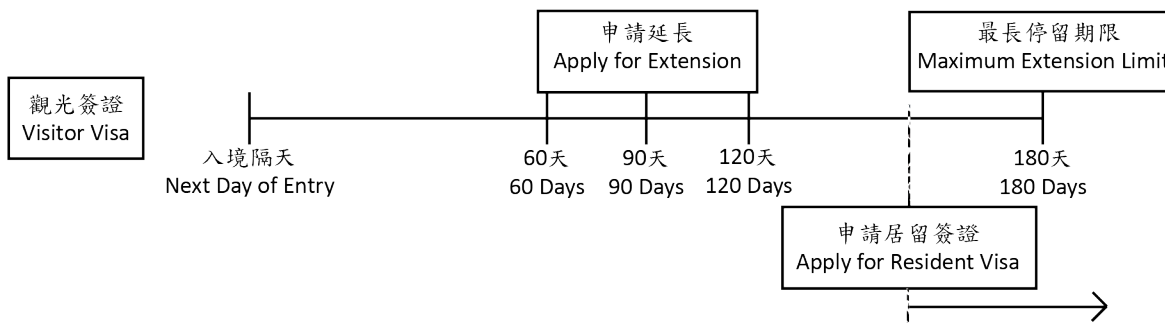 申請延長
Apply for Extension
最長停留期限
Maximum Extension Limit
觀光簽證
Visitor Visa
入境隔天
Next Day of Entry
60天
60 Days
90天
90 Days
120天
120 Days
180天
180 Days
申請居留簽證
Apply for Resident Visa